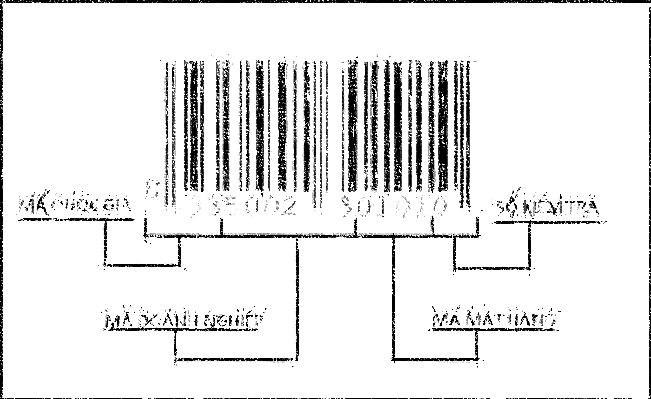 MÃ QUỐC GIA
SỐ KIỂM TRA
MÃ DOANH NGHIỆP
MÃ MẶT HÀNG